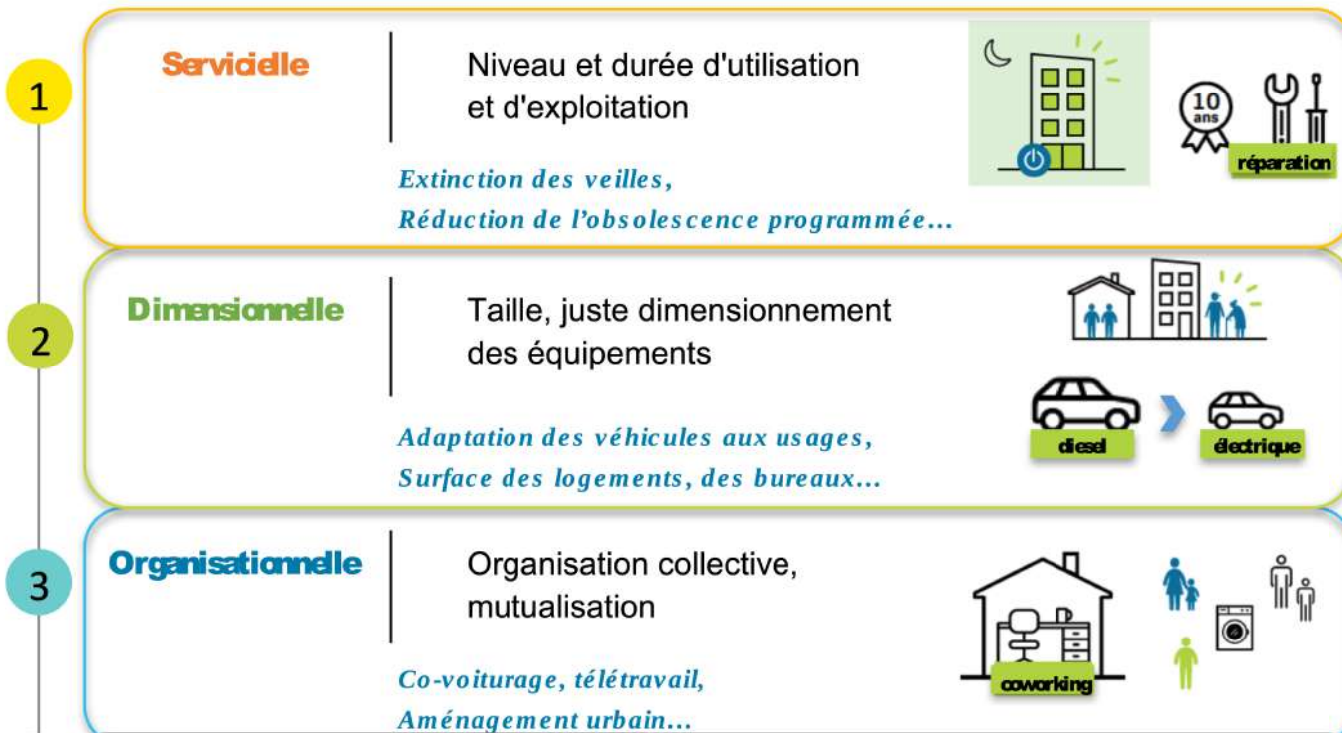 1
Servicielle
Niveau et durée d'utilisation
et d'exploitation
Extinction des veilles,
Réduction de l’obsolescence programmée...
10
ans
réparation
2
Dimensionnelle
Taille, juste dimensionnement
des équipements
Adaptation des véhicules aux usages,
Surface des logements, des bureaux...
diesel
électrique
3
Organisationnelle
Organisation collective,
mutualisation
Co-voiturage, télétravail,
Aménagement urbain...
coworking